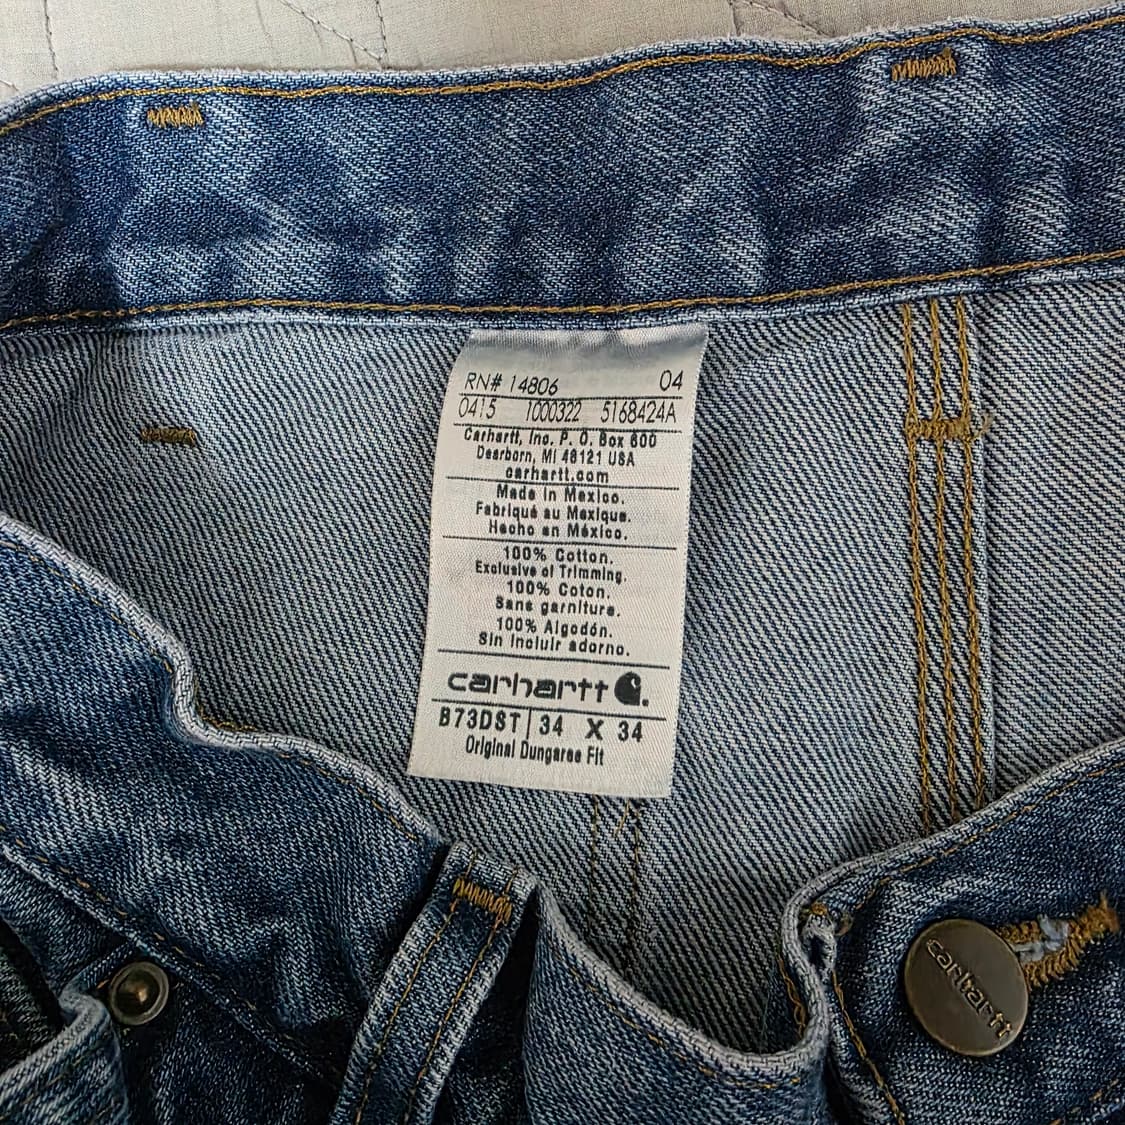 RN# 14806 04
0415 1000322 5168424A
Carhartt, Inc. P. O. Box 600
Dearborn, MI 48121 USA
carhartt.com
Made in Mexico.
Fabriqué au Mexique.
Hecho en México.
100% Cotton.
Exclusive of Trimming.
100% Coton.
Sans garniture.
100% Algodón.
Sin incluir adorno.
carhartt
B73DST 34 X 34
Original Dungaree Fit
carhartt